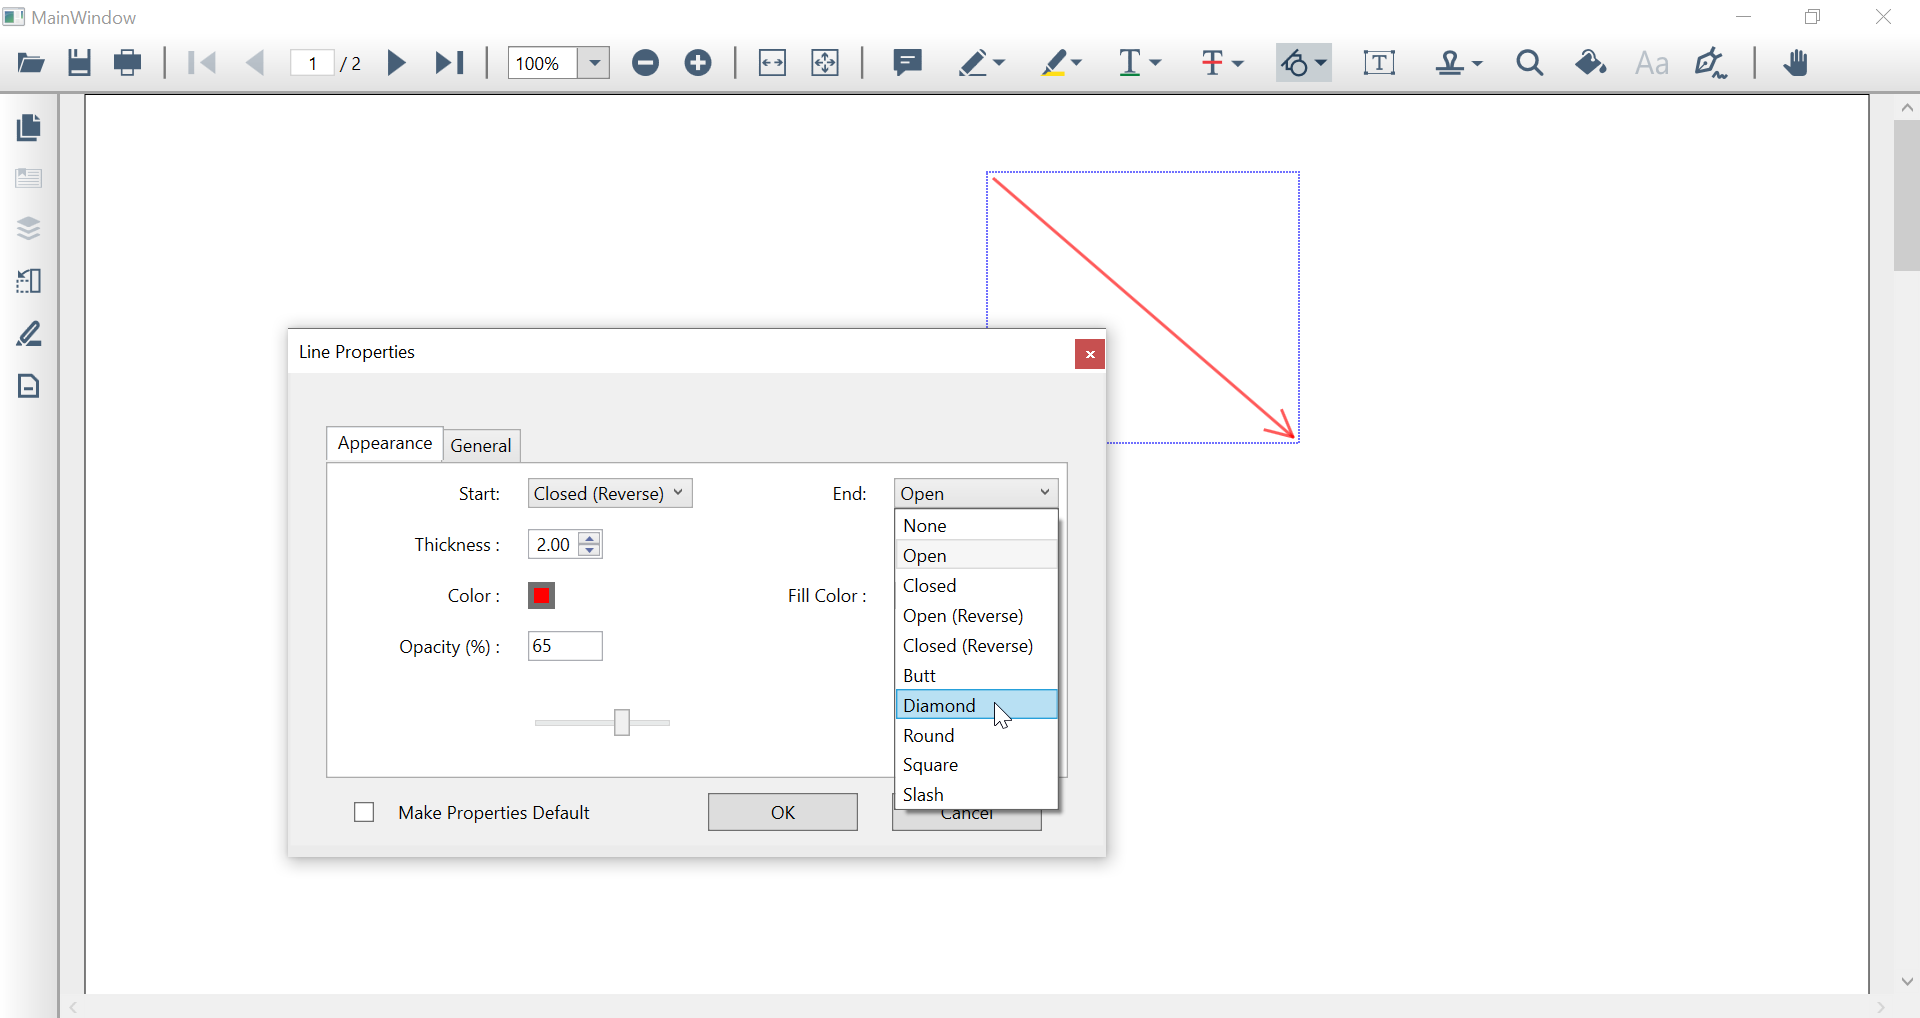 MainWindow
1 / 2
100%
T
T
T
Aa
Line Properties
Appearance
General
Start:
Closed (Reverse)
End:
Open
None
Open
Thickness :
2.00
Closed
Color :
Fill Color :
Open (Reverse)
Closed (Reverse)
Opacity (%) :
65
Butt
Diamond
Round
Square
Slash
Make Properties Default
OK
Cancel